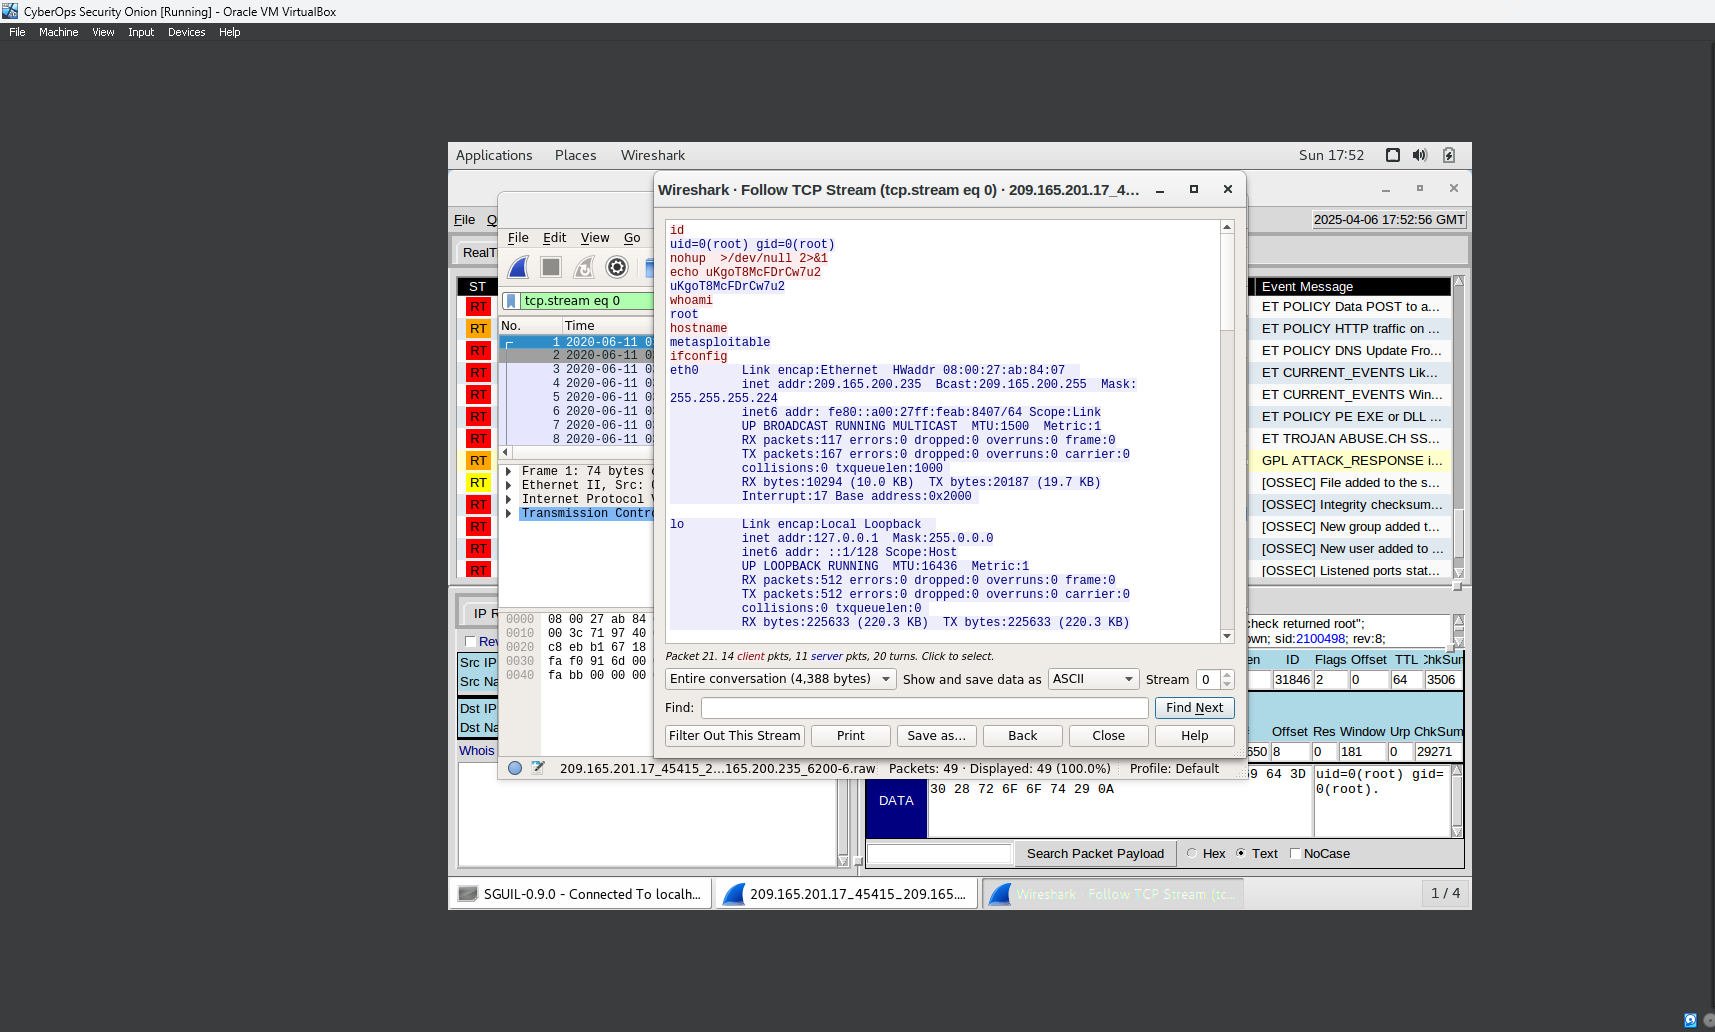 CyberOps Security Onion [Running] - Oracle VM VirtualBox
File Machine View Input Devices Help
Applications Places Wireshark Sun 17:52
Wireshark · Follow TCP Stream (tcp.stream eq 0) · 209.165.201.17_4...
File Q 2025-04-06 17:52:56 GMT
RealT
File Edit View Go
tcp.stream eq 0
No. Time
1 2020-06-11 0
2 2020-06-11 0
3 2020-06-11 0
4 2020-06-11 0
5 2020-06-11 0
6 2020-06-11 0
7 2020-06-11 0
8 2020-06-11 0
Frame 1: 74 bytes
Ethernet II, Src:
Internet Protocol
Transmission Contro
0000 08 00 27 ab 84
0010 00 3c 71 97 40
0020 c8 eb b1 67 18
0030 fa f0 91 6d 00
0040 fa bb 00 00 00
ST
RT
RT
RT
RT
RT
RT
RT
RT
RT
RT
RT
RT
RT
id
uid=0(root) gid=0(root)
nohup >/dev/null 2>&1
echo uKgoT8McFDrCw7u2
uKgoT8McFDrCw7u2
whoami
root
hostname
metasploitable
ifconfig
eth0 Link encap:Ethernet HWaddr 08:00:27:ab:84:07
inet addr:209.165.200.235 Bcast:209.165.200.255 Mask:
255.255.255.224
inet6 addr: fe80::a00:27ff:feab:8407/64 Scope:Link
UP BROADCAST RUNNING MULTICAST MTU:1500 Metric:1
RX packets:117 errors:0 dropped:0 overruns:0 frame:0
TX packets:167 errors:0 dropped:0 overruns:0 carrier:0
collisions:0 txqueuelen:1000
RX bytes:10294 (10.0 KB) TX bytes:20187 (19.7 KB)
Interrupt:17 Base address:0x2000
lo Link encap:Local Loopback
inet addr:127.0.0.1 Mask:255.0.0.0
inet6 addr: ::1/128 Scope:Host
UP LOOPBACK RUNNING MTU:16436 Metric:1
RX packets:512 errors:0 dropped:0 overruns:0 frame:0
TX packets:512 errors:0 dropped:0 overruns:0 carrier:0
collisions:0 txqueuelen:0
RX bytes:225633 (220.3 KB) TX bytes:225633 (220.3 KB)
Packet 21. 14 client pkts, 11 server pkts, 20 turns. Click to select.
Entire conversation (4,388 bytes) Show and save data as ASCII Stream 0
Find: Find Next
Filter Out This Stream Print Save as... Back Close Help
209.165.201.17_45415_2...165.200.235_6200-6.raw Packets: 49 · Displayed: 49 (100.0%) Profile: Default
Event Message
ET POLICY Data POST to a...
ET POLICY HTTP traffic on ...
ET POLICY DNS Update Fro...
ET CURRENT_EVENTS Lik...
ET CURRENT_EVENTS Win...
ET POLICY PE EXE or DLL ...
ET TROJAN ABUSE.CH SS...
GPL ATTACK_RESPONSE i...
[OSSEC] File added to the s...
[OSSEC] Integrity checksum...
[OSSEC] New group added t...
[OSSEC] New user added to ...
[OSSEC] Listened ports stat...
IP R
Rev
Src IP
Src Na
Dst IP
Dst Na
Whois
check returned root";
own; sid:2100498; rev:8;
en ID Flags Offset TTL ChkSum
31846 2 0 64 3506
Offset Res Window Urp ChkSum
650 8 0 181 0 29271
DATA
69 64 3D
30 28 72 6F 6F 74 29 0A
uid=0(root) gid=
0(root).
Search Packet Payload Hex Text NoCase
SGUIL-0.9.0 - Connected To localh... 209.165.201.17_45415_209.165.... Wireshark · Follow TCP Stream (tc... 1 / 4